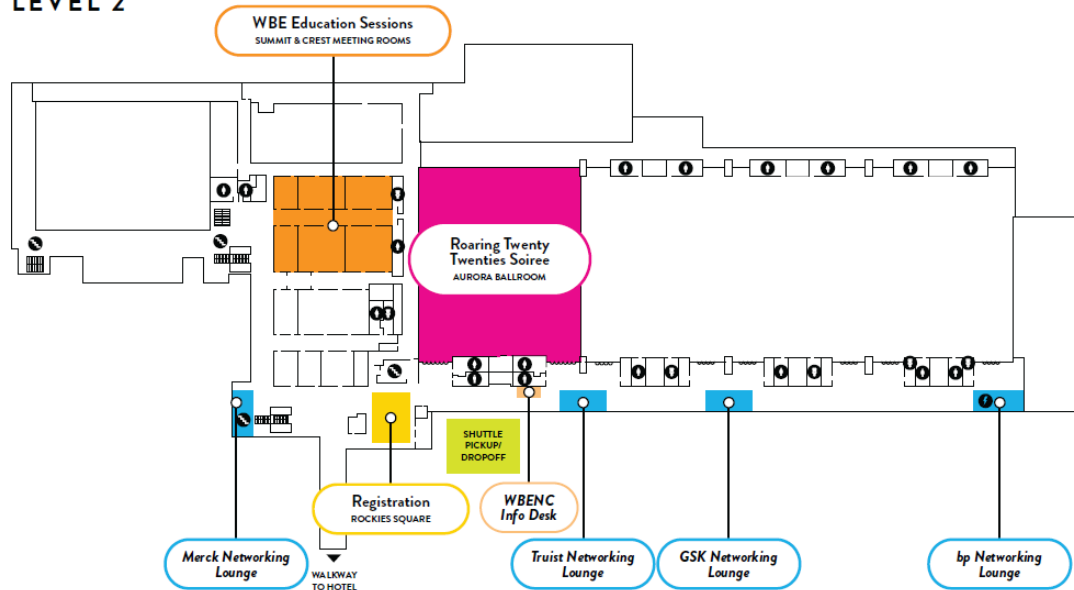 LEVEL 2
WBE Education Sessions
SUMMIT & CREST MEETING ROOMS
Roaring Twenty
Twenties Soiree
AURORA BALLROOM
SHUTTLE
PICKUP/
DROPOFF
Registration
ROCKIES SQUARE
WBENC
Info Desk
Merck Networking
Lounge
WALKWAY
TO HOTEL
Truist Networking
Lounge
GSK Networking
Lounge
bp Networking
Lounge